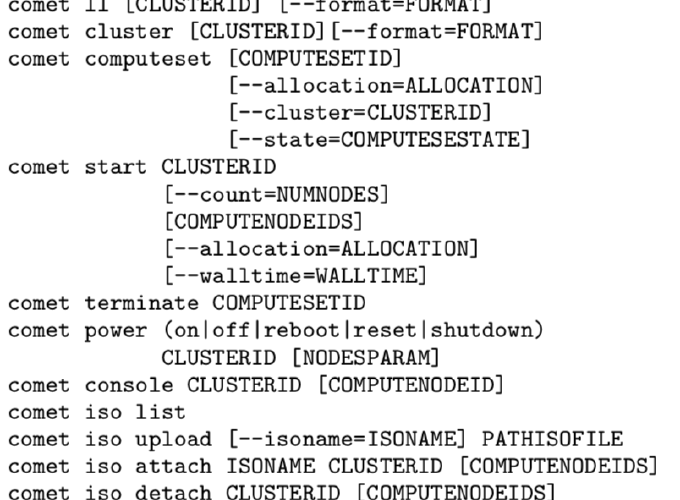 comet ll [CLUSTERID] [--format=FORMAT]
comet cluster [CLUSTERID][--format=FORMAT]
comet computeset [COMPUTESETID]
[--allocation=ALLOCATION]
[--cluster=CLUSTERID]
[--state=COMPUTESESTATE]
comet start CLUSTERID
[--count=NUMNODES]
[COMPUTENODEIDS]
[--allocation=ALLOCATION]
[--walltime=WALLTIME]
comet terminate COMPUTESETID
comet power (on|off|reboot|reset|shutdown)
CLUSTERID [NODESPARAM]
comet console CLUSTERID [COMPUTENODEID]
comet iso list
comet iso upload [--isoname=ISONAME] PATHISOFILE
comet iso attach ISONAME CLUSTERID [COMPUTENODEIDS]
comet iso detach CLUSTERID [COMPUTENODEIDS]